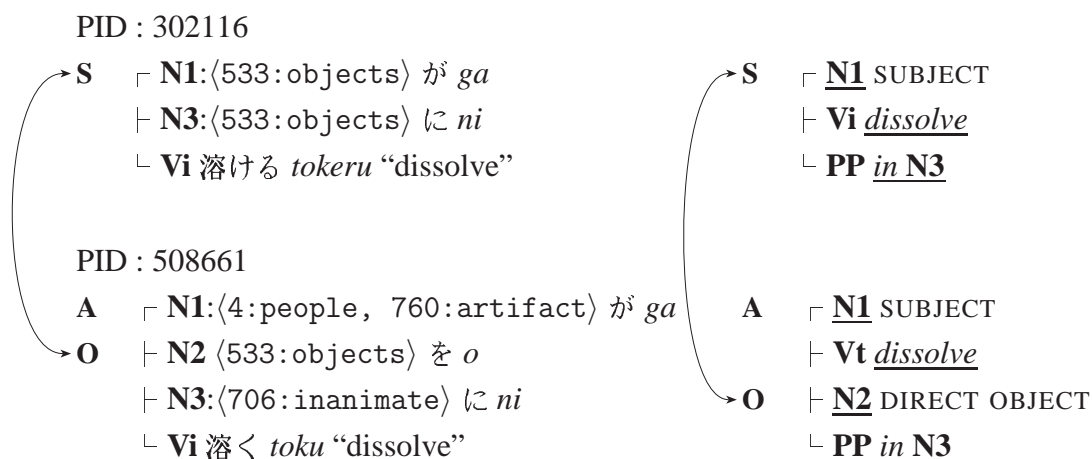 PID : 302116
S ┌ N1:⟨533:objects⟩ が ga S ┌ N1 SUBJECT
├ N3:⟨533:objects⟩ に ni ├ Vi dissolve
└ Vi 溶ける tokeru “dissolve” └ PP in N3
PID : 508661
A ┌ N1:⟨4:people, 760:artifact⟩ が ga A ┌ N1 SUBJECT
O ├ N2 ⟨533:objects⟩ を o ├ Vt dissolve
├ N3:⟨706:inanimate⟩ に ni O ├ N2 DIRECT OBJECT
└ Vi 溶く toku “dissolve” └ PP in N3